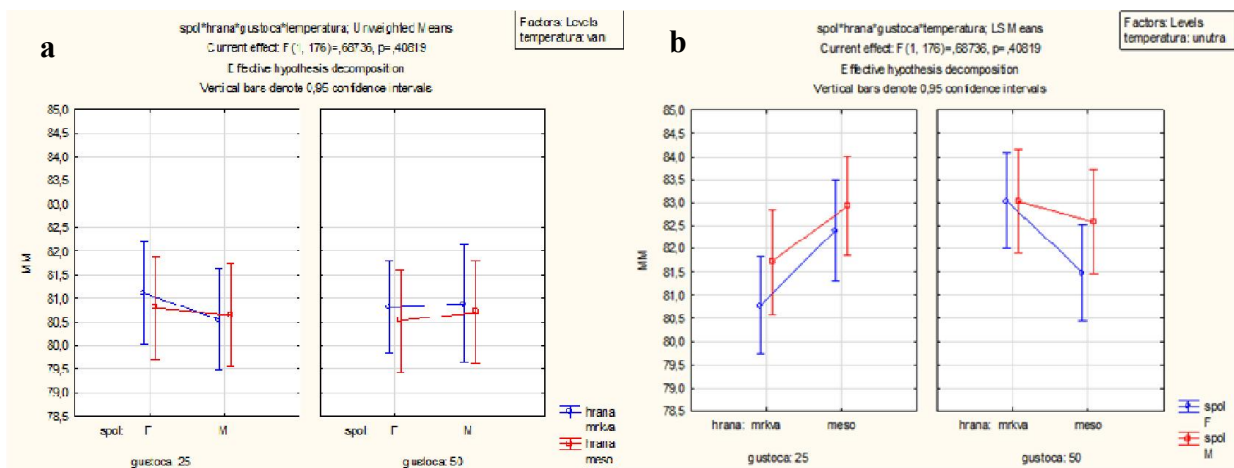 a
spol*hrana*gustoca*temperatura; Unweighted Means
Current effect: F(1, 176)=,68736, p=,40819
Effective hypothesis decomposition
Vertical bars denote 0,95 confidence intervals
Factors: Levels
temperatura: vani
85,0
84,5
84,0
83,5
83,0
82,5
82,0
81,5
81,0
80,5
80,0
79,5
79,0
78,5
MM
spol: F M
gustoca: 25
spol: F M
gustoca: 50
hrana
mrkva
hrana
meso
b
spol*hrana*gustoca*temperatura; LS Means
Current effect: F(1, 176)=,68736, p=,40819
Effective hypothesis decomposition
Vertical bars denote 0,95 confidence intervals
Factors: Levels
temperatura: unutra
85,0
84,5
84,0
83,5
83,0
82,5
82,0
81,5
81,0
80,5
80,0
79,5
79,0
78,5
MM
hrana: mrkva meso
gustoca: 25
hrana: mrkva meso
gustoca: 50
spol
F
spol
M